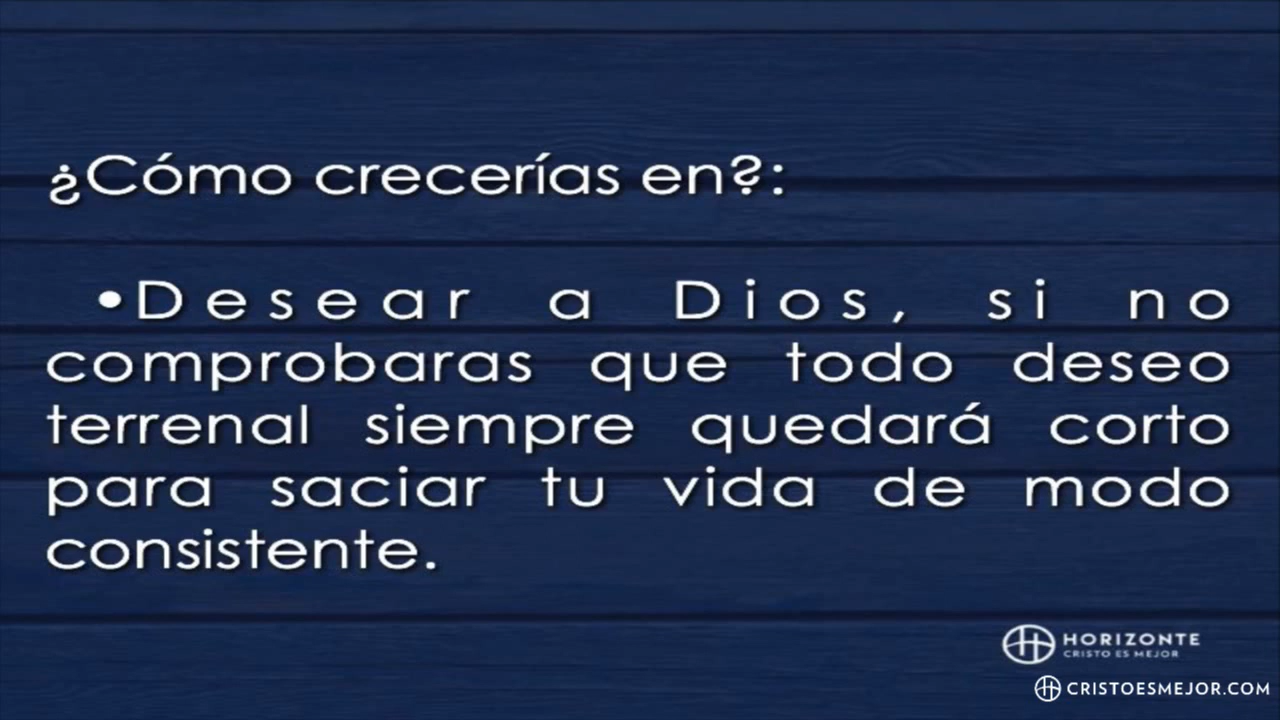 ¿Cómo crecerías en?:
•Desear a Dios, si no
comprobaras que todo deseo
terrenal siempre quedará corto
para saciar tu vida de modo
consistente.
HORIZONTE
CRISTO ES MEJOR
CRISTOESMEJOR.COM